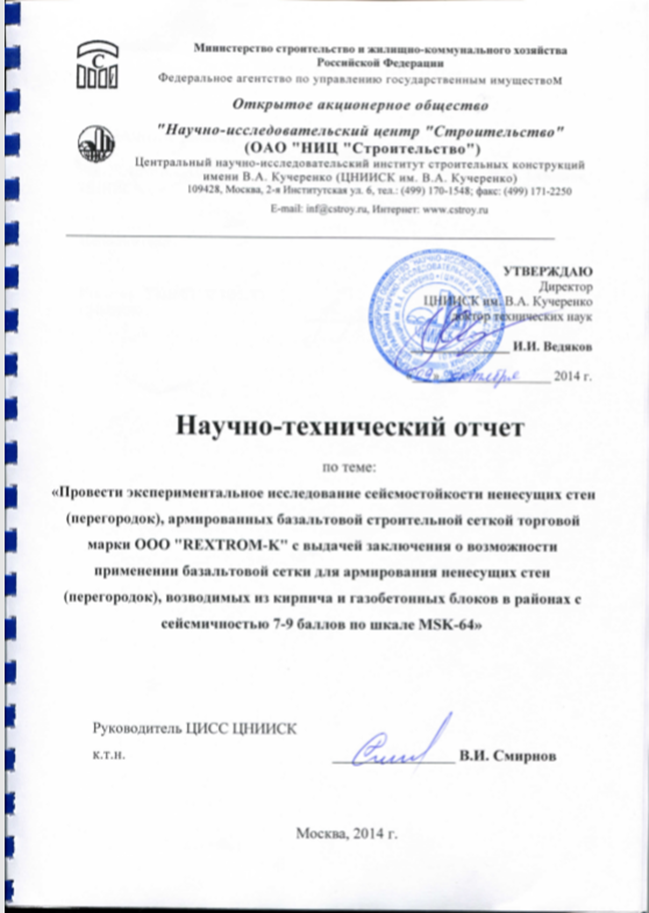 Министерство строительство и жилищно-коммунального хозяйства
Российской Федерации
Федеральное агентство по управлению государственным имуществом
Открытое акционерное общество
"Научно-исследовательский центр "Строительство"
(ОАО "НИЦ "Строительство")
Центральный научно-исследовательский институт строительных конструкций
имени В.А. Кучеренко (ЦНИИСК им. В.А. Кучеренко)
109428, Москва, 2-я Институтская ул. 6, тел.: (499) 170-1548; факс: (499) 171-2250
E-mail: inf@cstroy.ru, Интернет: www.cstroy.ru
УТВЕРЖДАЮ
Директор
ЦНИИСК им. В.А. Кучеренко
доктор технических наук
И.И. Ведяков
октября 2014 г.
Научно-технический отчет
по теме:
«Провести экспериментальное исследование сейсмостойкости ненесущих стен
(перегородок), армированных базальтовой строительной сеткой торговой
марки ООО "REXTROM-K" с выдачей заключения о возможности
применении базальтовой сетки для армирования ненесущих стен
(перегородок), возводимых из кирпича и газобетонных блоков в районах с
сейсмичностью 7-9 баллов по шкале MSK-64»
Руководитель ЦИСС ЦНИИСК
к.т.н.
В.И. Смирнов
Москва, 2014 г.